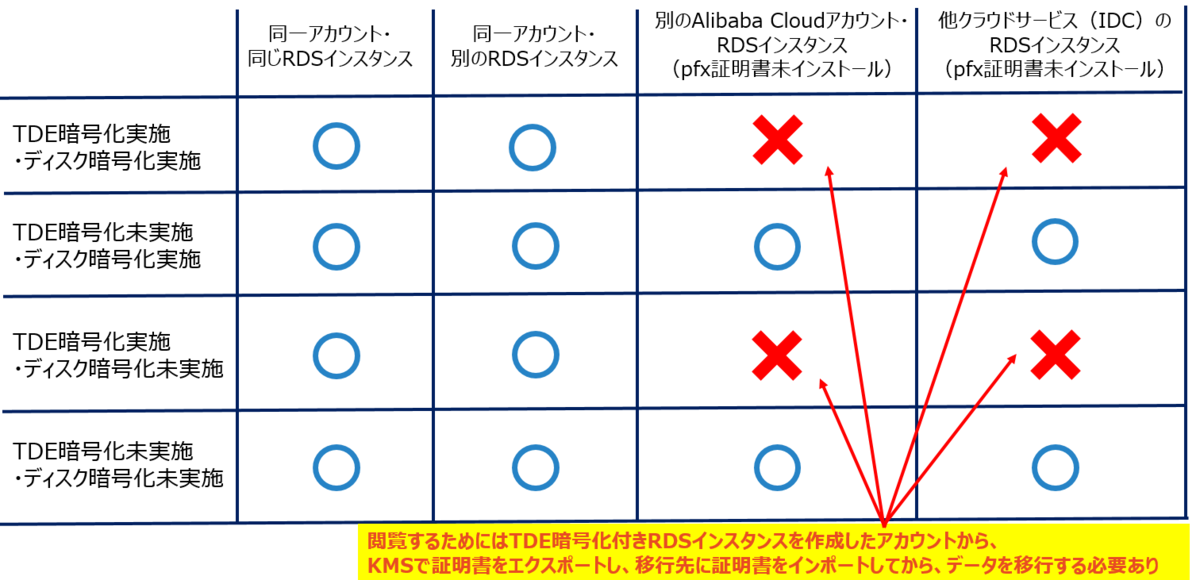 同一アカウント・
同じRDSインスタンス
同一アカウント・
別のRDSインスタンス
別のAlibaba Cloudアカウント・
RDSインスタンス
（pfx証明書未インストール）
他クラウドサービス（IDC）の
RDSインスタンス
（pfx証明書未インストール）
TDE暗号化実施
・ディスク暗号化実施
TDE暗号化未実施
・ディスク暗号化実施
TDE暗号化実施
・ディスク暗号化未実施
TDE暗号化未実施
・ディスク暗号化未実施
閲覧するためにはTDE暗号化付きRDSインスタンスを作成したアカウントから、
KMSで証明書をエクスポートし、移行先に証明書をインポートしてから、データを移行する必要あり